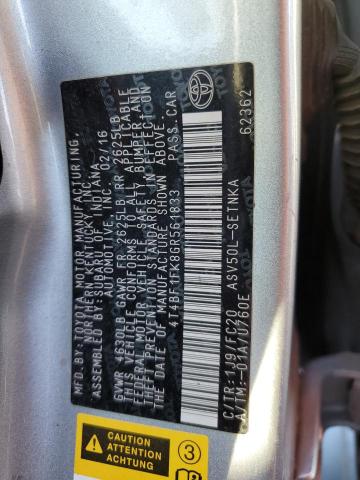 MFD. BY: TOYOTA MOTOR MANUFACTURING,
NORTHERN KENTUCKY, INC.
ASSEMBLED BY: SUBARU OF INDIANA
AUTOMOTIVE, INC. 02/16
GVWR 4630LB GAWR FR 2625LB RR 2625LB
THIS VEHICLE CONFORMS TO ALL APPLICABLE
FEDERAL MOTOR VEHICLE SAFETY, BUMPER AND
THEFT PREVENTION STANDARDS IN EFFECT ON
THE DATE OF MANUFACTURE SHOWN ABOVE.
4T4BF1FK8GR561833 PASS. CAR
C/TR:1J9/FC20 ASV50L-SETNKA
A/TM:-01A/U760E 62362
TOYOTA
CAUTION
ATTENTION
ACHTUNG
3